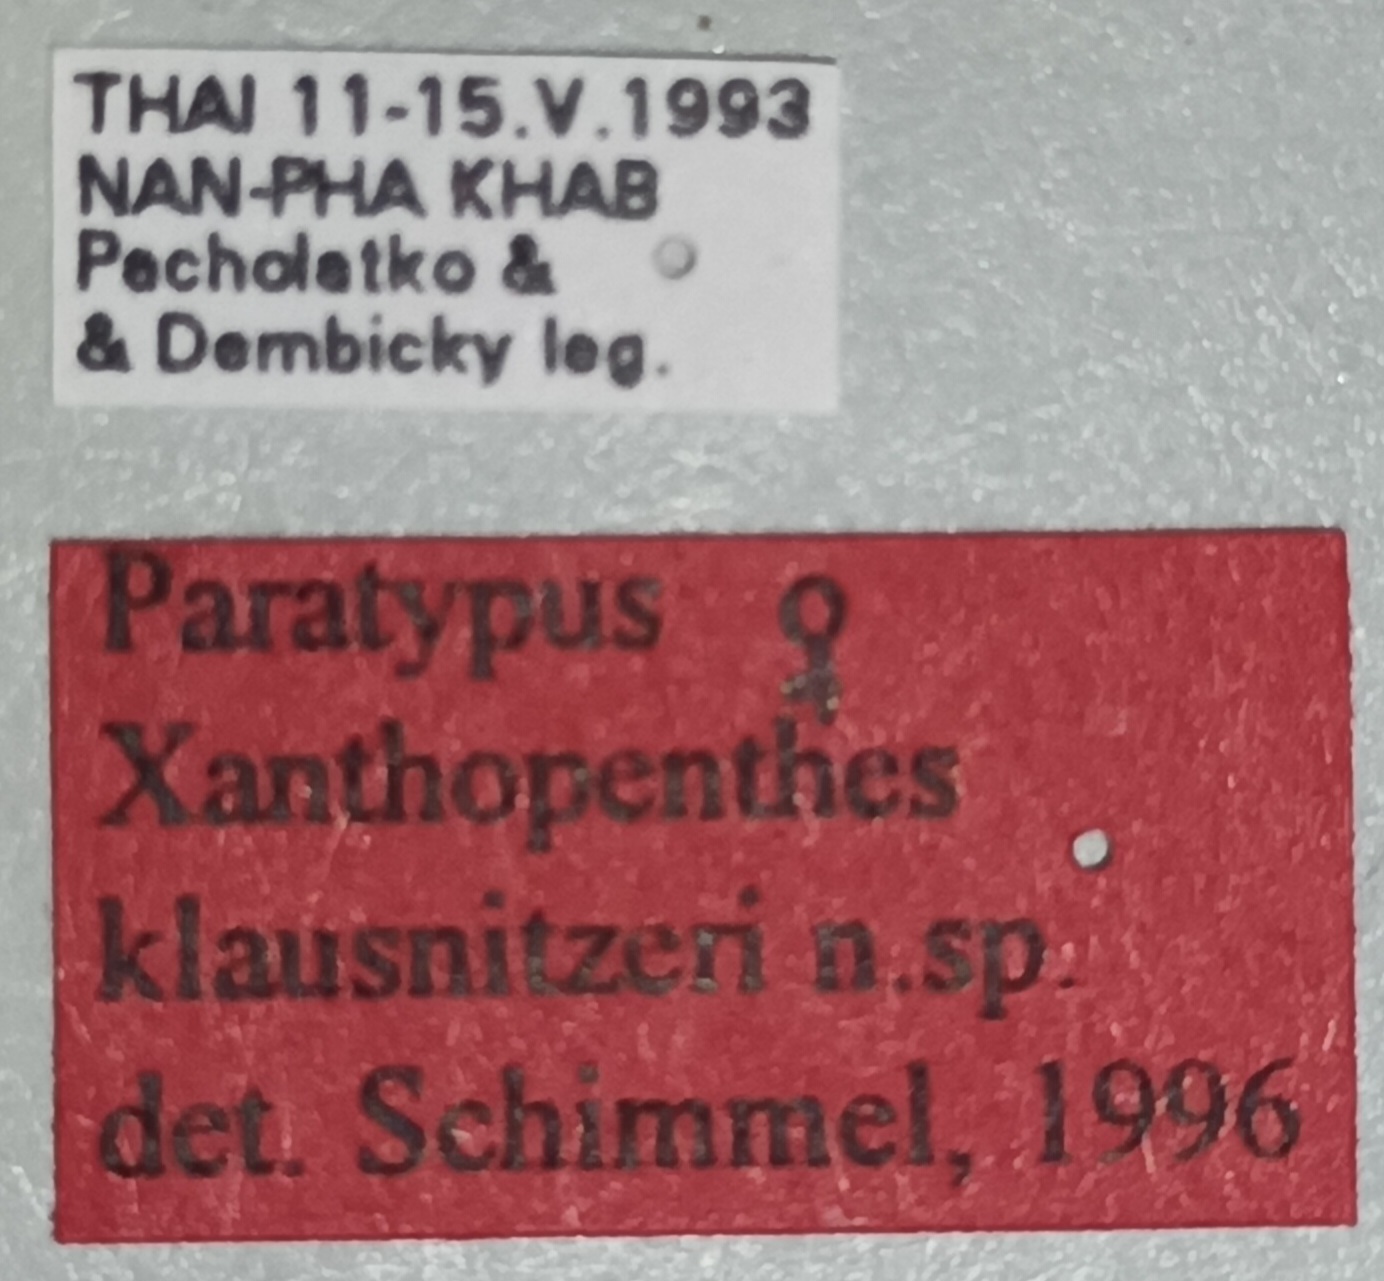 THAI 11-15.V.1993
NAN-PHA KHAB
Pacholatko &
& Dembicky leg.
Paratypus ♀
Xanthopenthes
klausnitzeri n.sp.
det. Schimmel, 1996